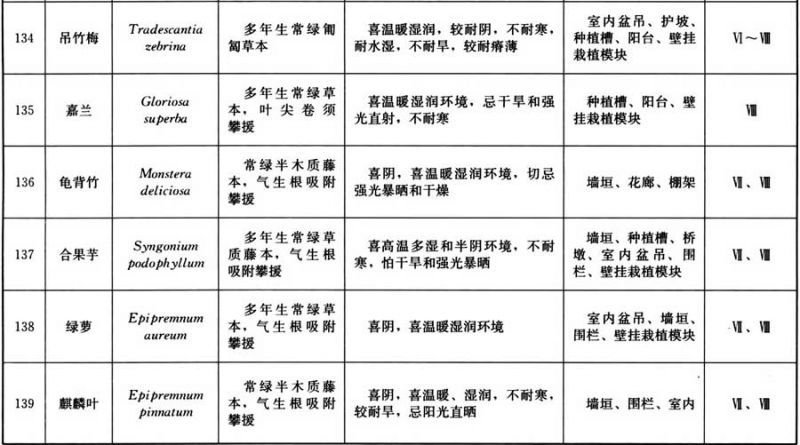 134
吊竹梅
Tradescantia
zebrina
多年生常绿匍
匐草本
喜温暖湿润，较耐阴，不耐寒，
耐水湿，不耐旱，较耐瘠薄
室内盆吊、护坡、
种植槽、阳台、壁挂
栽植模块
Ⅵ～Ⅷ
135
嘉兰
Gloriosa
superba
多年生常绿草
本，叶尖卷须
攀援
喜温暖湿润环境，忌干旱和强
光直射，不耐寒
种植槽、阳台、壁
挂栽植模块
Ⅷ
136
龟背竹
Monstera
deliciosa
常绿半木质藤
本，气生根吸附
攀援
喜阴，喜温暖湿润环境，切忌
强光暴晒和干燥
墙垣、花廊、棚架
Ⅶ、Ⅷ
137
合果芋
Syngonium
podophyllum
多年生常绿草
质藤本，气生根
吸附攀援
喜高温多湿和半阴环境，不耐
寒，怕干旱和强光暴晒
墙垣、种植槽、桥
墩、室内盆吊、围
栏、壁挂栽植模块
Ⅶ、Ⅷ
138
绿萝
Epipremnum
aureum
多年生常绿草
本，气生根吸附
攀援
喜阴，喜温暖湿润环境
室内盆吊、墙垣、
围栏、壁挂栽植模块
Ⅶ、Ⅷ
139
麒麟叶
Epipremnum
pinnatum
常绿半木质藤
本，气生根吸附
攀援
喜阴，喜温暖、湿润，不耐寒，
较耐旱，忌阳光直晒
墙垣、围栏、室内
Ⅶ、Ⅷ